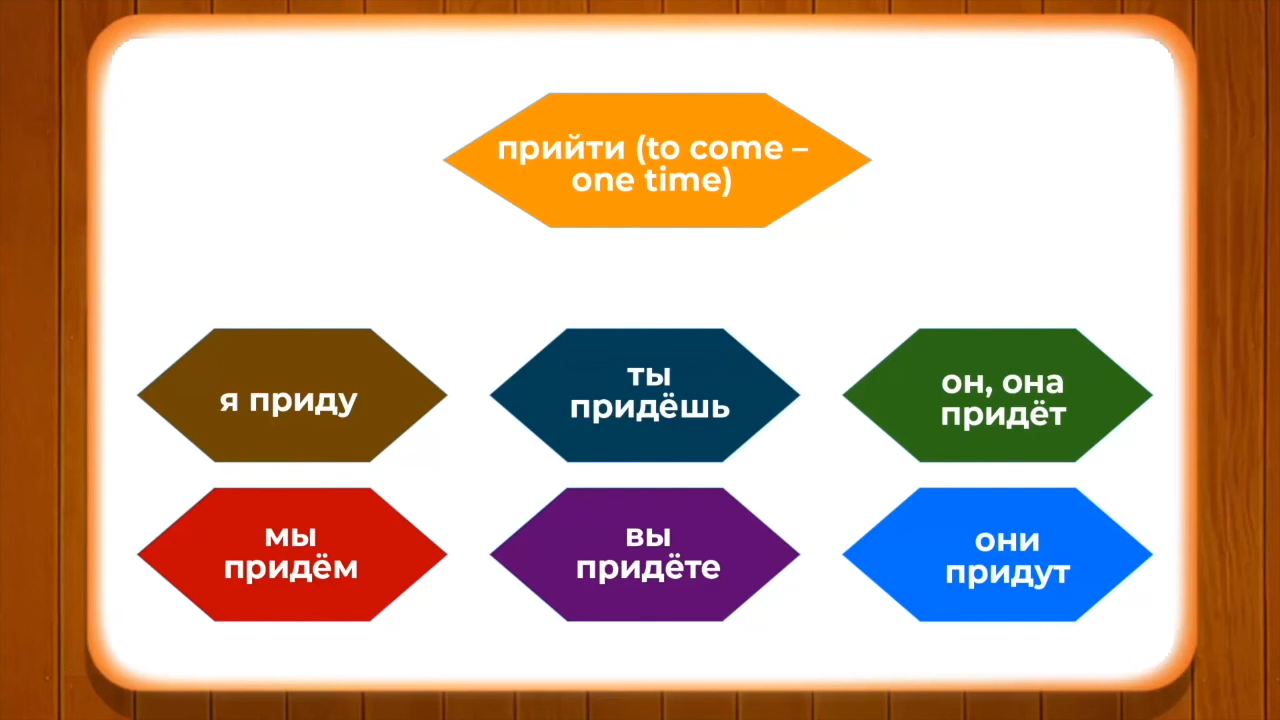 прийти (to come –
one time)
я приду
ты
придёшь
он, она
придёт
мы
придём
вы
придёте
они
придут